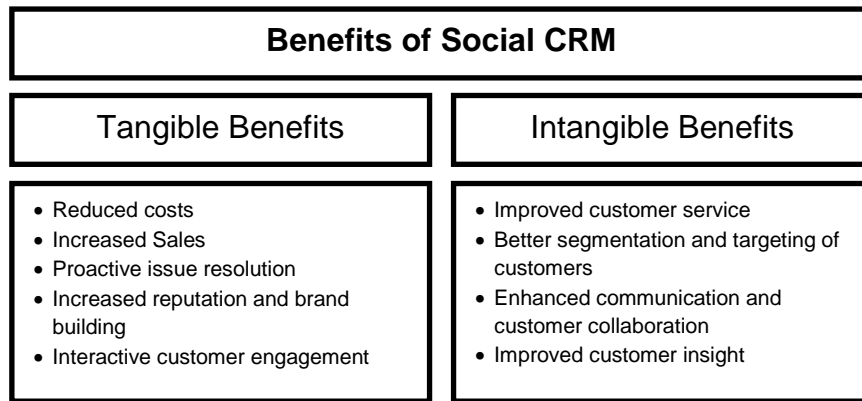 Benefits of Social CRM
Tangible Benefits
Intangible Benefits
• Reduced costs
• Increased Sales
• Proactive issue resolution
• Increased reputation and brand
building
• Interactive customer engagement
• Improved customer service
• Better segmentation and targeting of
customers
• Enhanced communication and
customer collaboration
• Improved customer insight